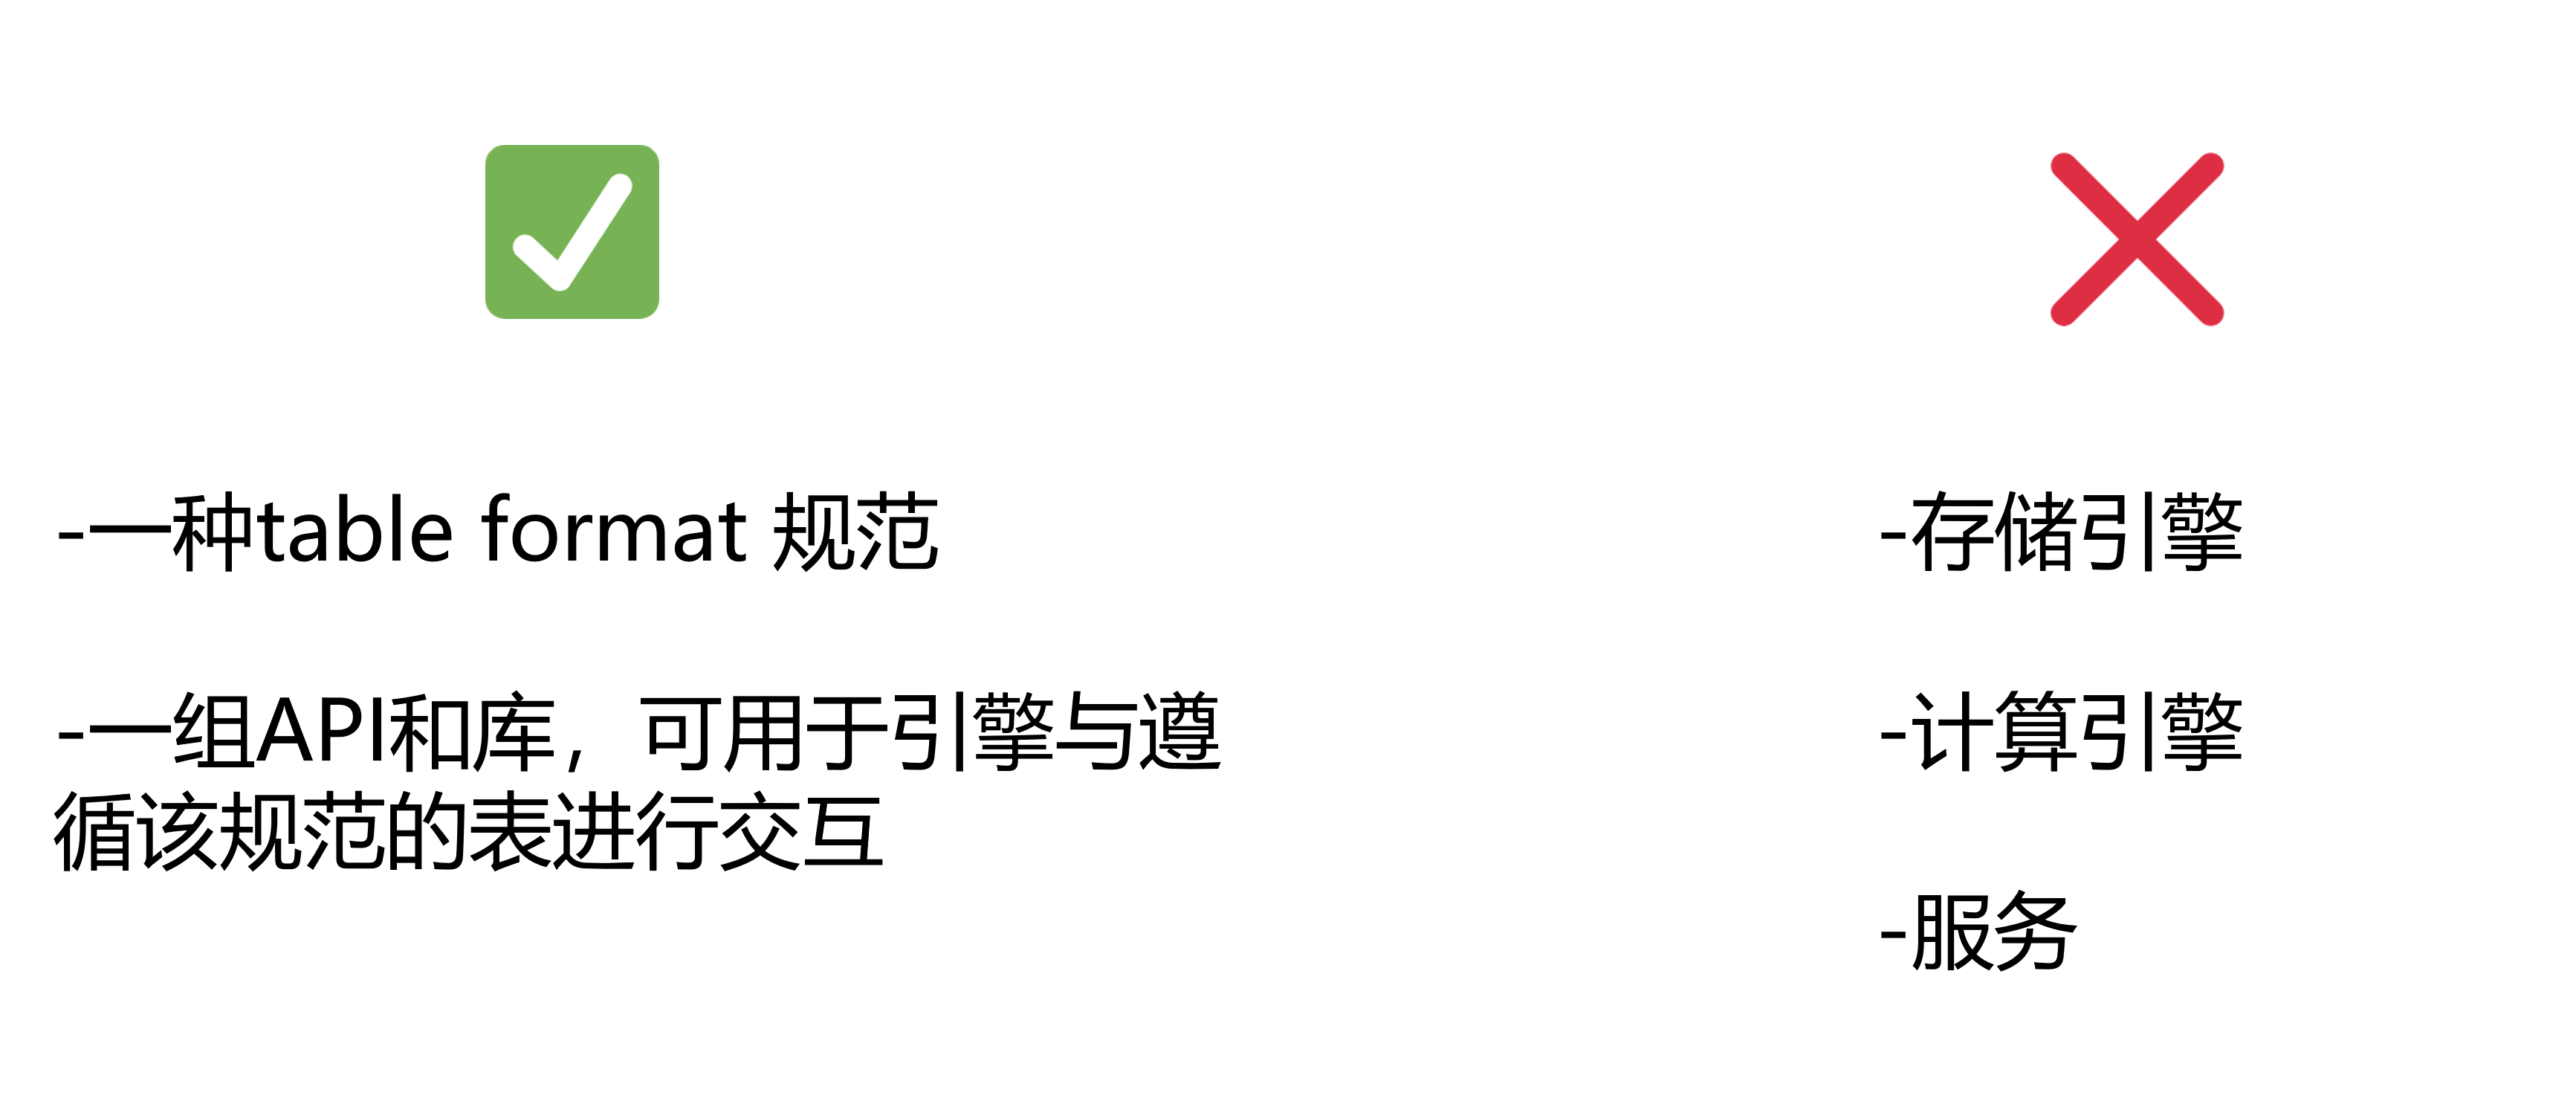 -一种table format 规范
-一组API和库，可用于引擎与遵
循该规范的表进行交互
-存储引擎
-计算引擎
-服务